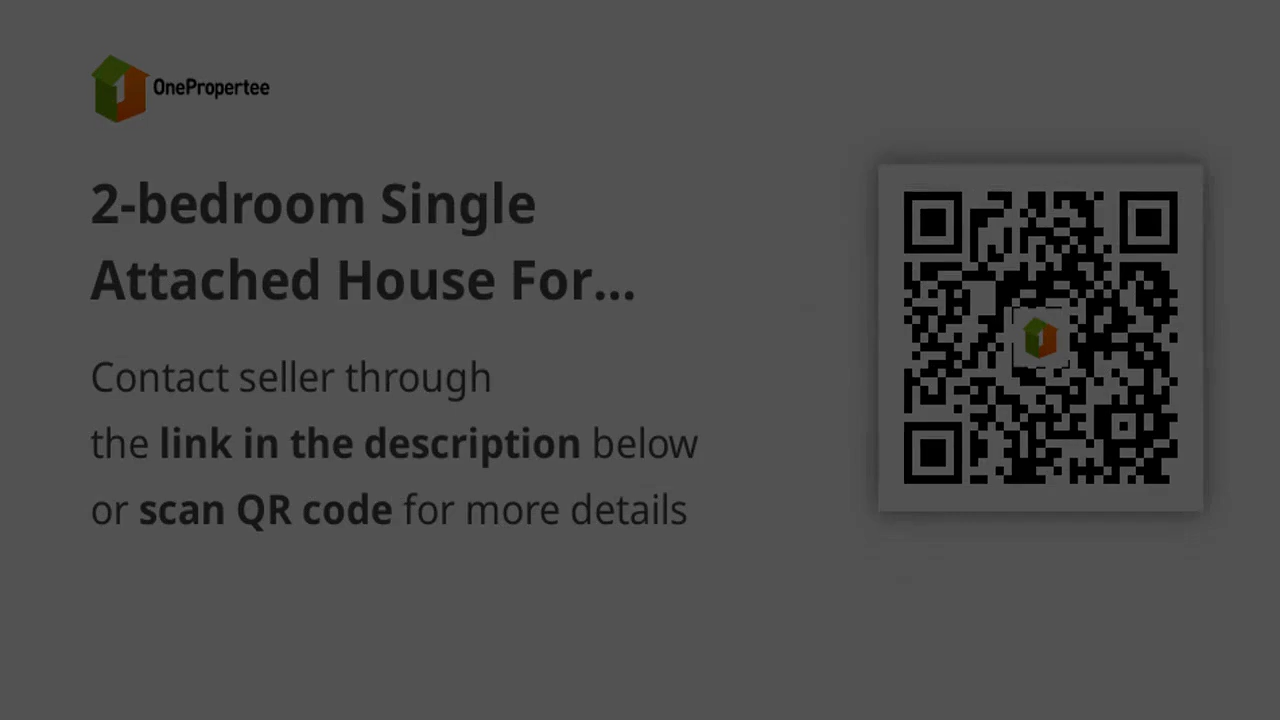 OnePropertee
2-bedroom Single
Attached House For...
Contact seller through
the link in the description below
or scan QR code for more details